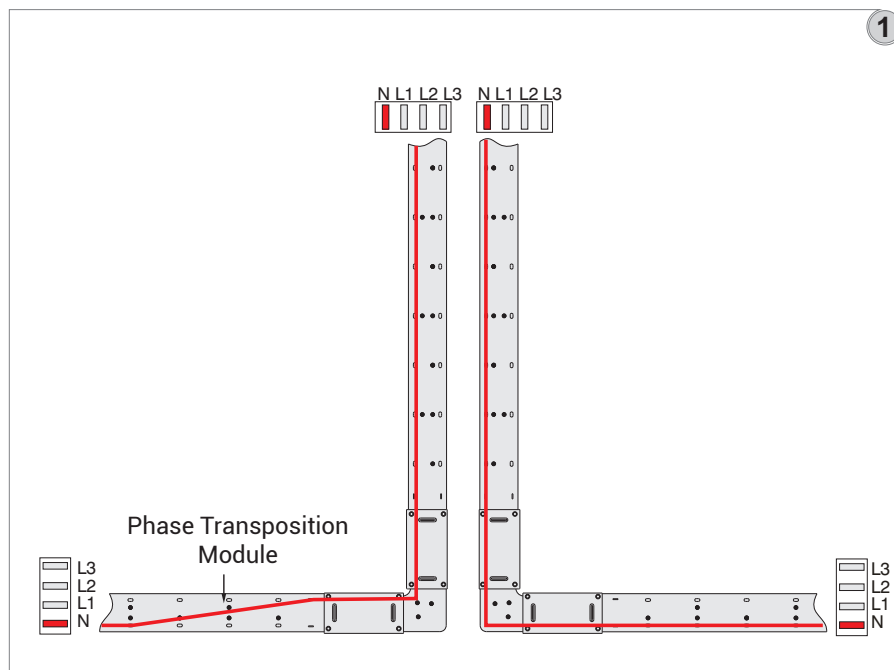 1
N L1 L2 L3
N L1 L2 L3
Phase Transposition
Module
L3
L2
L1
N
L3
L2
L1
N